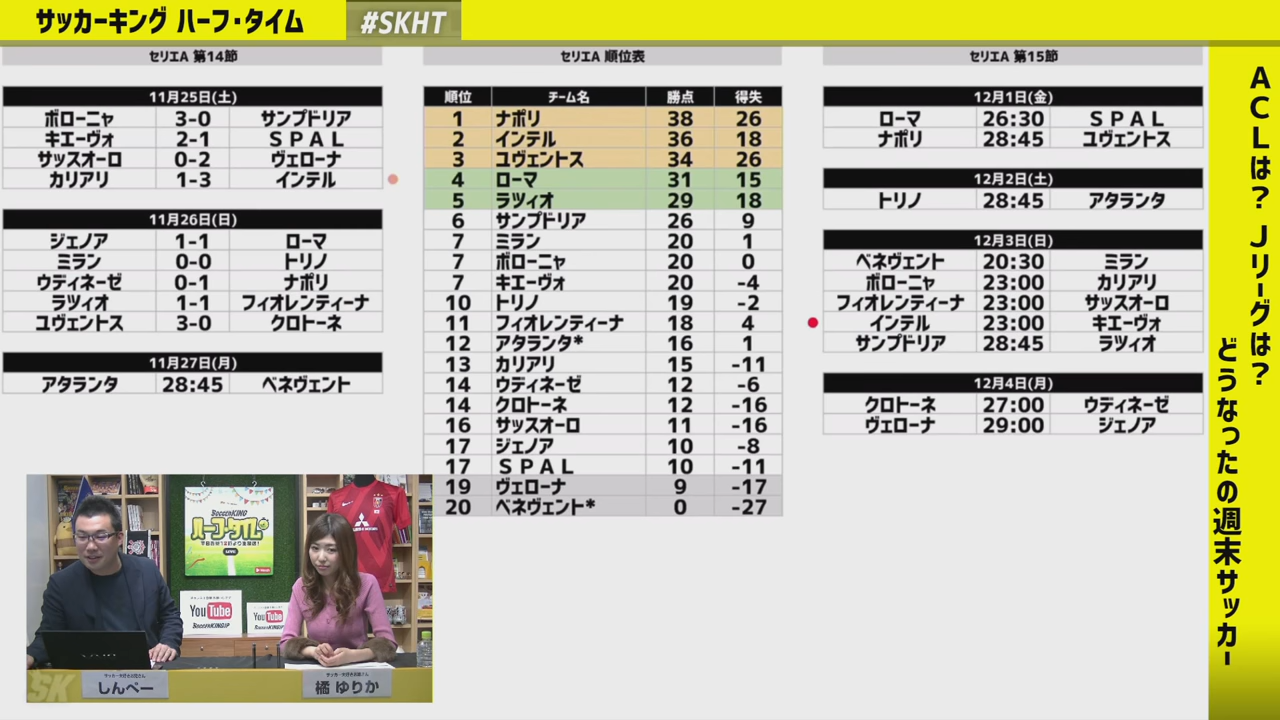 サッカーキング ハーフ・タイム #SKHT
セリエA 第14節
11月25日(土)
ボローニャ 3-0 サンプドリア
キエーヴォ 2-1 ＳＰＡＬ
サッスオーロ 0-2 ヴェローナ
カリアリ 1-3 インテル
11月26日(日)
ジェノア 1-1 ローマ
ミラン 0-0 トリノ
ウディネーゼ 0-1 ナポリ
ラツィオ 1-1 フィオレンティーナ
ユヴェントス 3-0 クロトーネ
11月27日(月)
アタランタ 28:45 ベネヴェント
セリエA 順位表
順位 チーム名 勝点 得失
1 ナポリ 38 26
2 インテル 36 18
3 ユヴェントス 34 26
4 ローマ 31 15
5 ラツィオ 29 18
6 サンプドリア 26 9
7 ミラン 20 1
7 ボローニャ 20 0
7 キエーヴォ 20 -4
10 トリノ 19 -2
11 フィオレンティーナ 18 4
12 アタランタ* 16 1
13 カリアリ 15 -11
14 ウディネーゼ 12 -6
14 クロトーネ 12 -16
16 サッスオーロ 11 -16
17 ジェノア 10 -8
17 ＳＰＡＬ 10 -11
19 ヴェローナ 9 -17
20 ベネヴェント* 0 -27
セリエA 第15節
12月1日(金)
ローマ 26:30 ＳＰＡＬ
ナポリ 28:45 ユヴェントス
12月2日(土)
トリノ 28:45 アタランタ
12月3日(日)
ベネヴェント 20:30 ミラン
ボローニャ 23:00 カリアリ
フィオレンティーナ 23:00 サッスオーロ
インテル 23:00 キエーヴォ
サンプドリア 28:45 ラツィオ
12月4日(月)
クロトーネ 27:00 ウディネーゼ
ヴェローナ 29:00 ジェノア
ACLは？ Jリーグは？
どうなったの週末サッカー
SoccerKING
ハーフ・タイム
LIVE
YouTube
SoccerKINGJP
YouTube
SoccerKINGJP
しんぺー
橘 ゆりか
SK